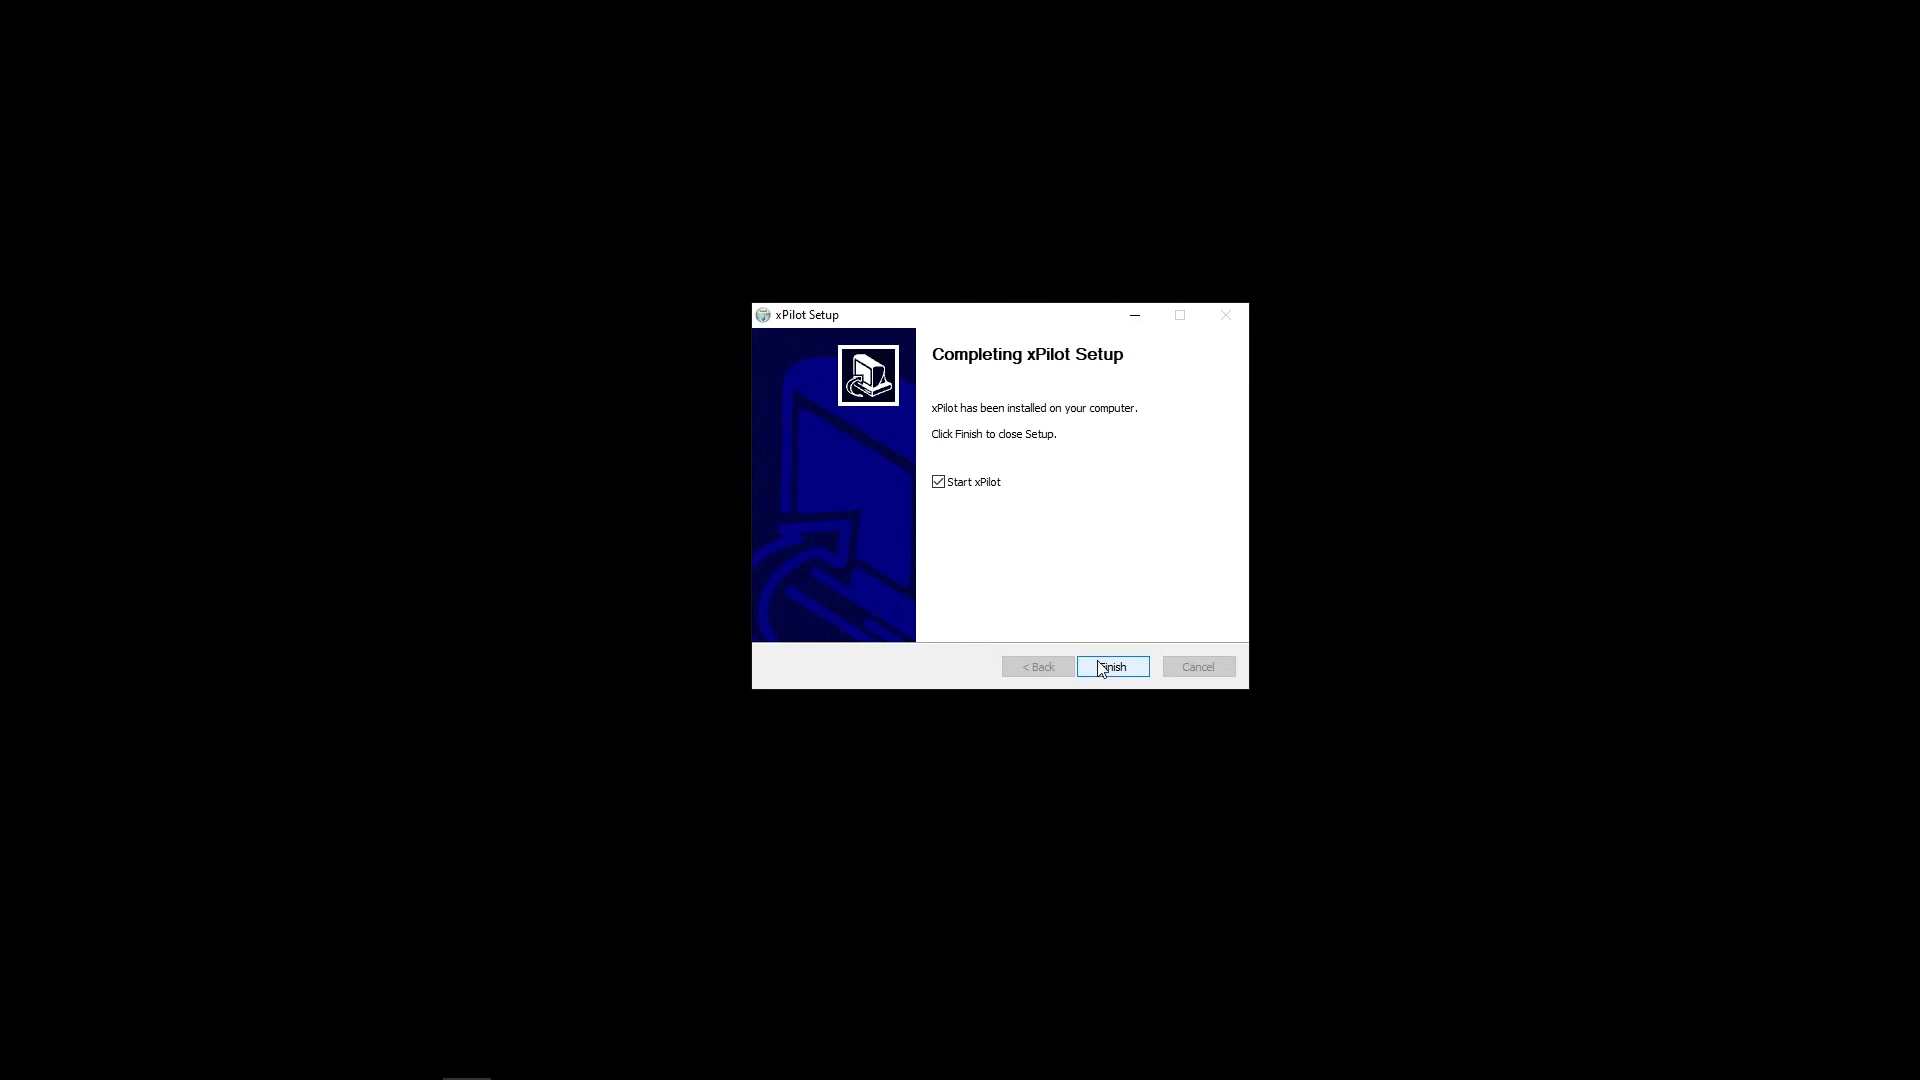 xPilot Setup
Completing xPilot Setup
xPilot has been installed on your computer.
Click Finish to close Setup.
Start xPilot
< Back
Finish
Cancel